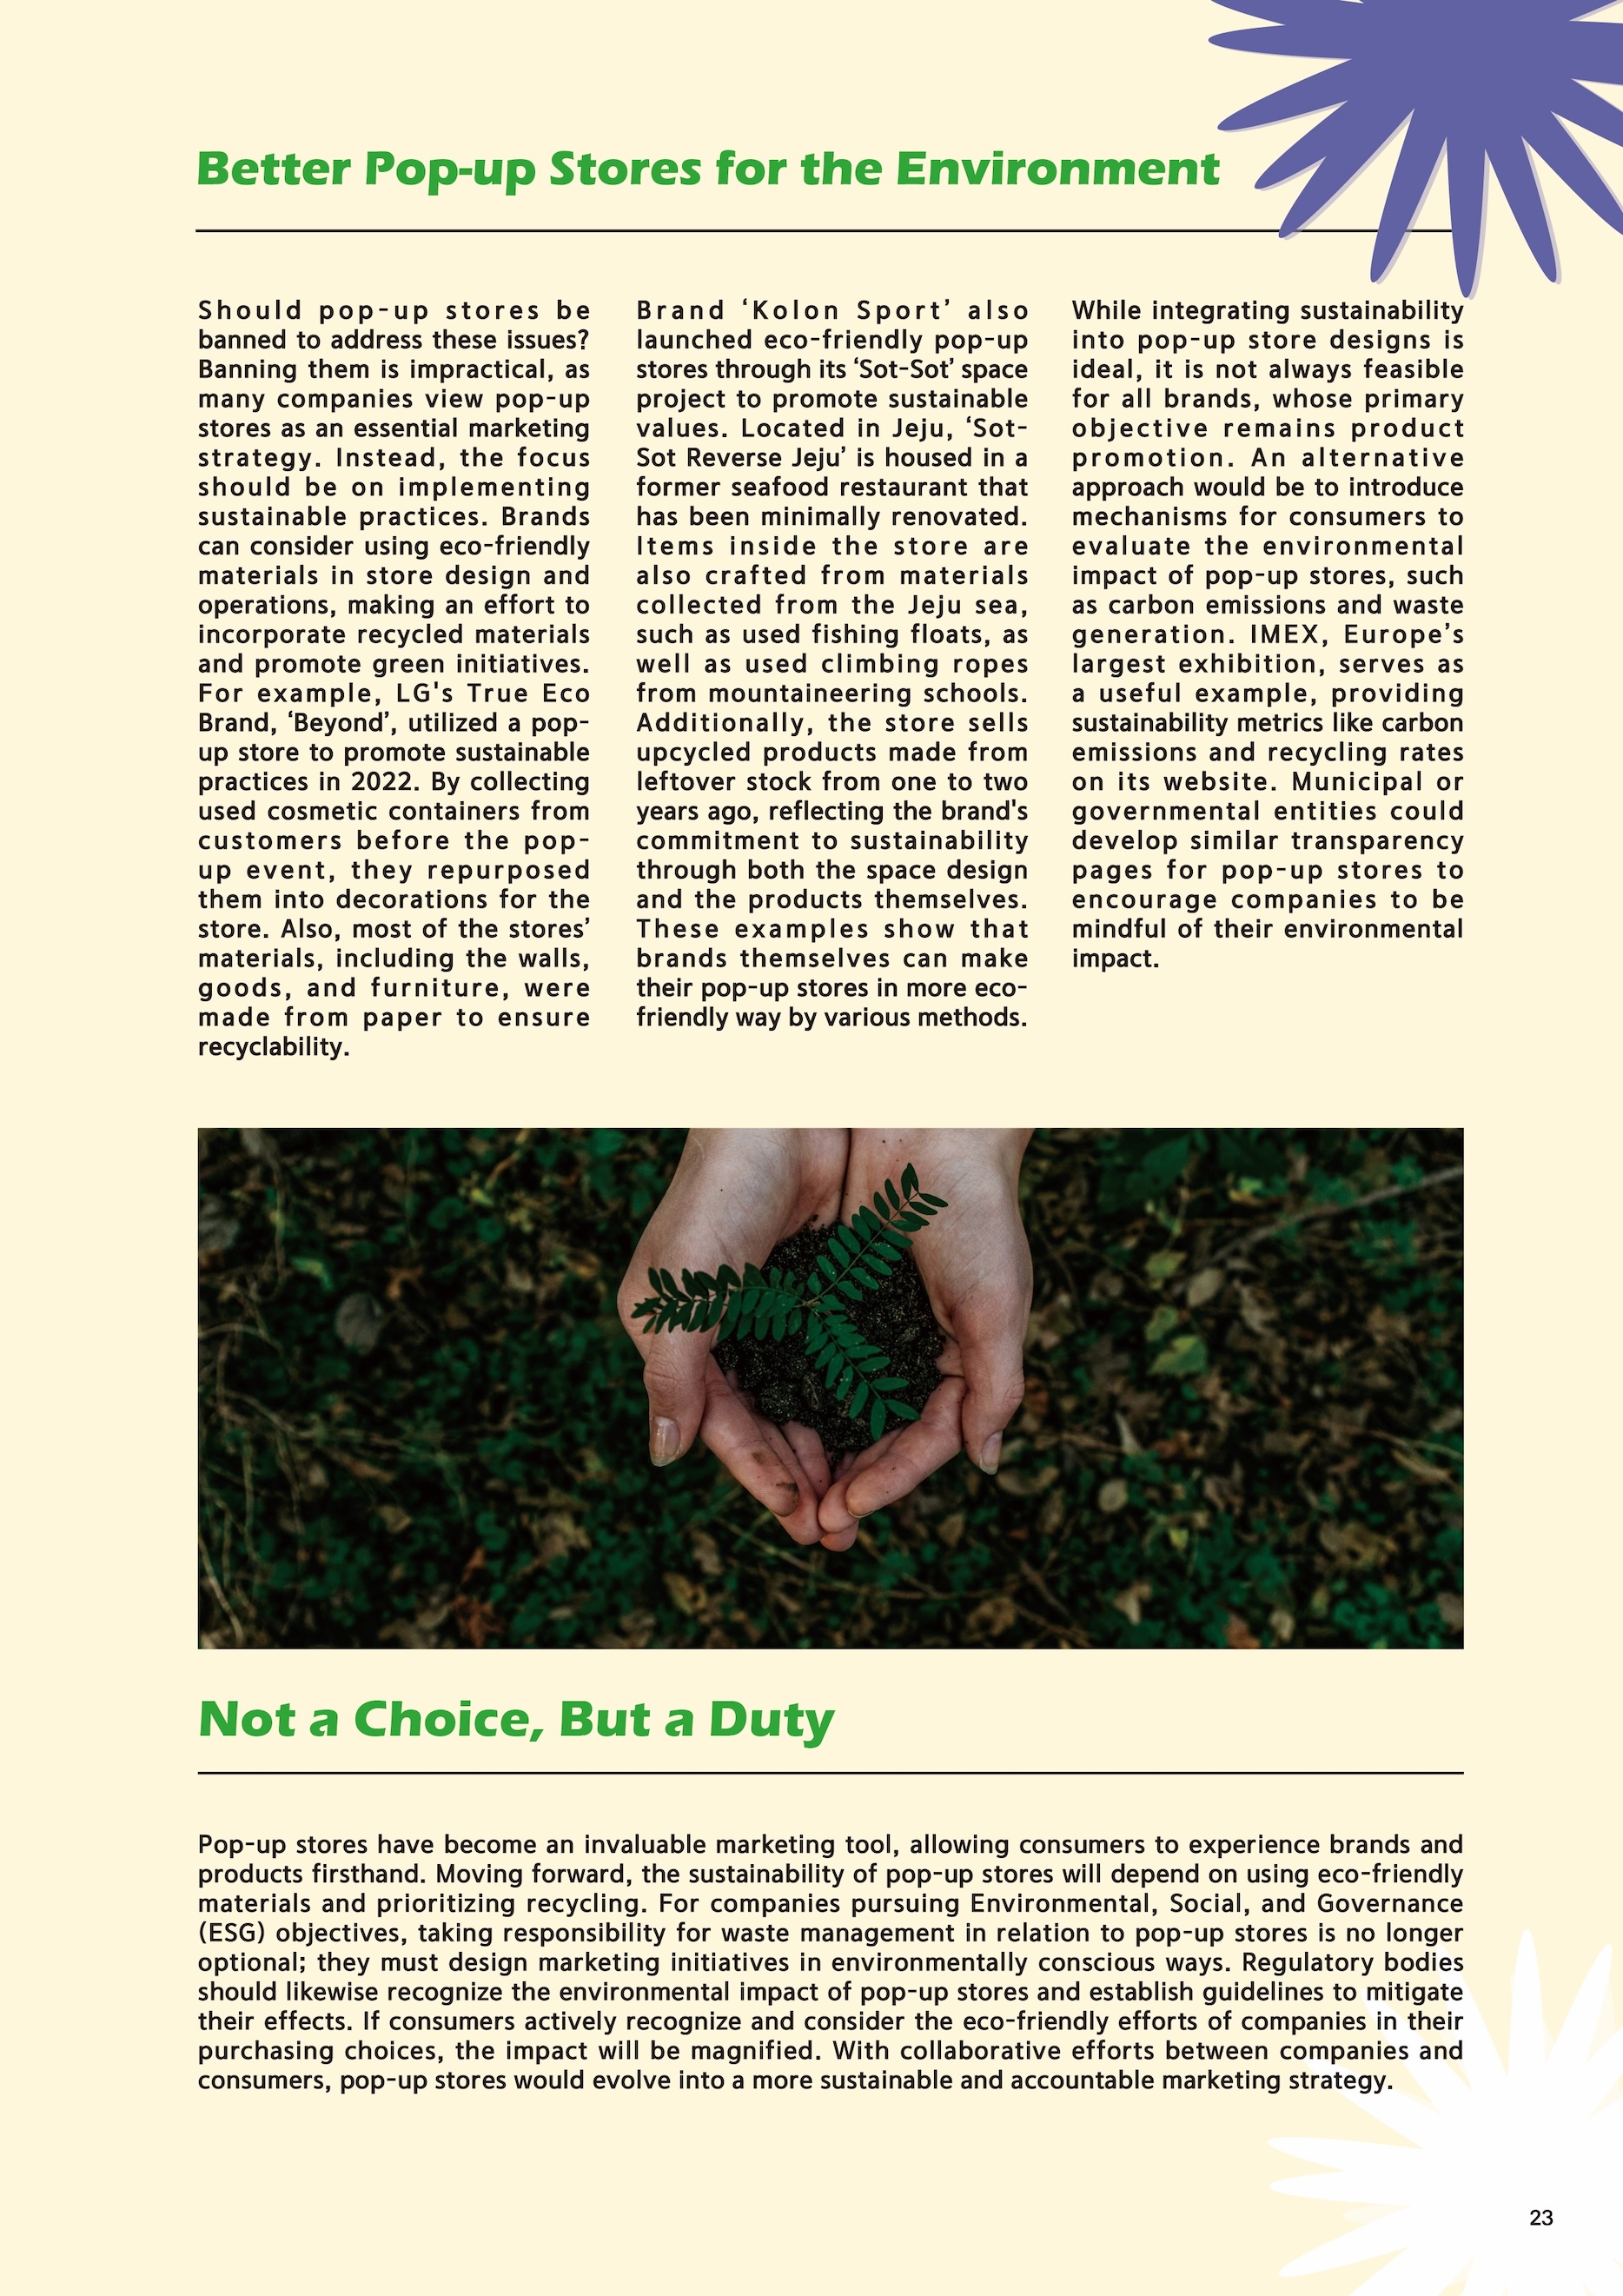 Better Pop-up Stores for the Environment
Should pop-up stores be
banned to address these issues?
Banning them is impractical, as
many companies view pop-up
stores as an essential marketing
strategy. Instead, the focus
should be on implementing
sustainable practices. Brands
can consider using eco-friendly
materials in store design and
operations, making an effort to
incorporate recycled materials
and promote green initiatives.
For example, LG's True Eco
Brand, ‘Beyond’, utilized a pop-
up store to promote sustainable
practices in 2022. By collecting
used cosmetic containers from
customers before the pop-
up event, they repurposed
them into decorations for the
store. Also, most of the stores’
materials, including the walls,
goods, and furniture, were
made from paper to ensure
recyclability.
Brand ‘Kolon Sport’ also
launched eco-friendly pop-up
stores through its ‘Sot-Sot’ space
project to promote sustainable
values. Located in Jeju, ‘Sot-
Sot Reverse Jeju’ is housed in a
former seafood restaurant that
has been minimally renovated.
Items inside the store are
also crafted from materials
collected from the Jeju sea,
such as used fishing floats, as
well as used climbing ropes
from mountaineering schools.
Additionally, the store sells
upcycled products made from
leftover stock from one to two
years ago, reflecting the brand's
commitment to sustainability
through both the space design
and the products themselves.
These examples show that
brands themselves can make
their pop-up stores in more eco-
friendly way by various methods.
While integrating sustainability
into pop-up store designs is
ideal, it is not always feasible
for all brands, whose primary
objective remains product
promotion. An alternative
approach would be to introduce
mechanisms for consumers to
evaluate the environmental
impact of pop-up stores, such
as carbon emissions and waste
generation. IMEX, Europe’s
largest exhibition, serves as
a useful example, providing
sustainability metrics like carbon
emissions and recycling rates
on its website. Municipal or
governmental entities could
develop similar transparency
pages for pop-up stores to
encourage companies to be
mindful of their environmental
impact.
Not a Choice, But a Duty
Pop-up stores have become an invaluable marketing tool, allowing consumers to experience brands and
products firsthand. Moving forward, the sustainability of pop-up stores will depend on using eco-friendly
materials and prioritizing recycling. For companies pursuing Environmental, Social, and Governance
(ESG) objectives, taking responsibility for waste management in relation to pop-up stores is no longer
optional; they must design marketing initiatives in environmentally conscious ways. Regulatory bodies
should likewise recognize the environmental impact of pop-up stores and establish guidelines to mitigate
their effects. If consumers actively recognize and consider the eco-friendly efforts of companies in their
purchasing choices, the impact will be magnified. With collaborative efforts between companies and
consumers, pop-up stores would evolve into a more sustainable and accountable marketing strategy.
23